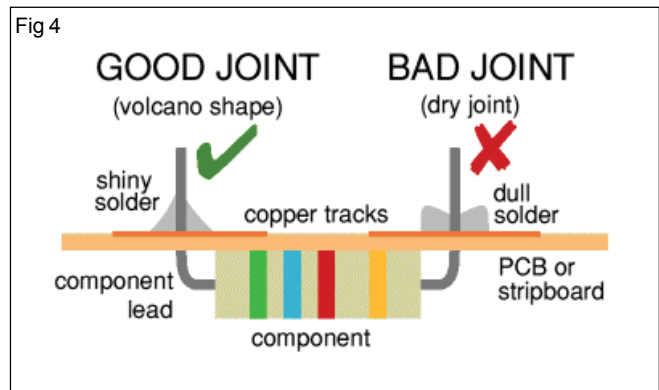 Fig 4
GOOD JOINT
(volcano shape)
BAD JOINT
(dry joint)
shiny
solder
copper tracks
dull
solder
component
lead
component
PCB or
stripboard